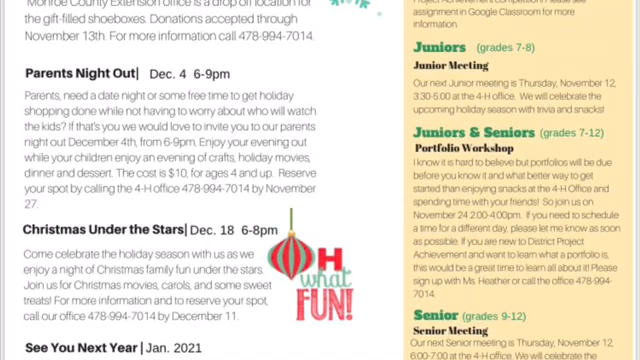 Monroe County Extension office is a drop off location for
the gift-filled shoeboxes. Donations accepted through
November 13th. For more information call 478-994-7014.
Parents Night Out| Dec. 4 6-9pm
Parents, need a date night or some free time to get holiday
shopping done while not having to worry about who will watch
the kids? If that's you we would love to invite you to our parents
night out December 4th, from 6-9pm. Enjoy your evening out
while your children enjoy an evening of crafts, holiday movies,
dinner and dessert. The cost is $10, for ages 4 and up. Reserve
your spot by calling the 4-H office 478-994-7014 by November
27.
Christmas Under the Stars| Dec. 18 6-8pm
Come celebrate the holiday season with us as we
enjoy a night of Christmas family fun under the stars.
Join us for Christmas movies, carols, and some sweet
treats! For more information and to reserve your spot,
call our office 478-994-7014 by December 11.
OH
what
FUN!
See You Next Year| Jan. 2021
Project Achievement competition. Please see
assignment in Google Classroom for more
information.
Juniors (grades 7-8)
Junior Meeting
Our next Junior meeting is Thursday, November 12,
3:30-5:00 at the 4-H office. We will celebrate the
upcoming holiday season with trivia and snacks!
Juniors & Seniors (grades 7-12)
Portfolio Workshop
I know it is hard to believe but portfolios will be due
before you know it and what better way to get
started than enjoying snacks at the 4-H Office and
spending time with your friends! So join us on
November 24 2:00-4:00pm. If you need to schedule
a time for a different day, please let me know as soon
as possible. If you are new to District Project
Achievement and want to learn what a portfolio is,
this would be a great time to learn all about it! Please
sign up with Ms. Heather or call the office 478-994-
7014.
Senior (grades 9-12)
Senior Meeting
Our next Senior meeting is Thursday, November 12,
6:00-7:00 at the 4-H office. We will celebrate the